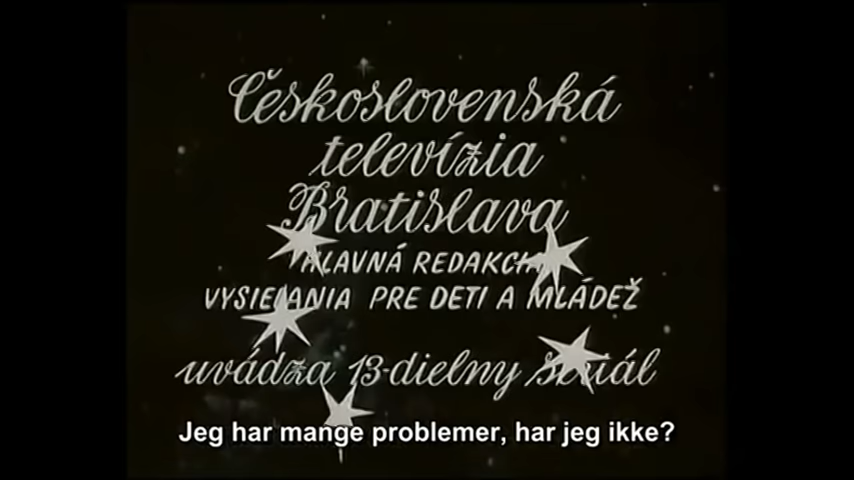 Československá
televízia
Bratislava
HLAVNÁ REDAKCIA
VYSIELANIA PRE DETI A MLÁDEŽ
uvádza 13-dielny seriál
Jeg har mange problemer, har jeg ikke?